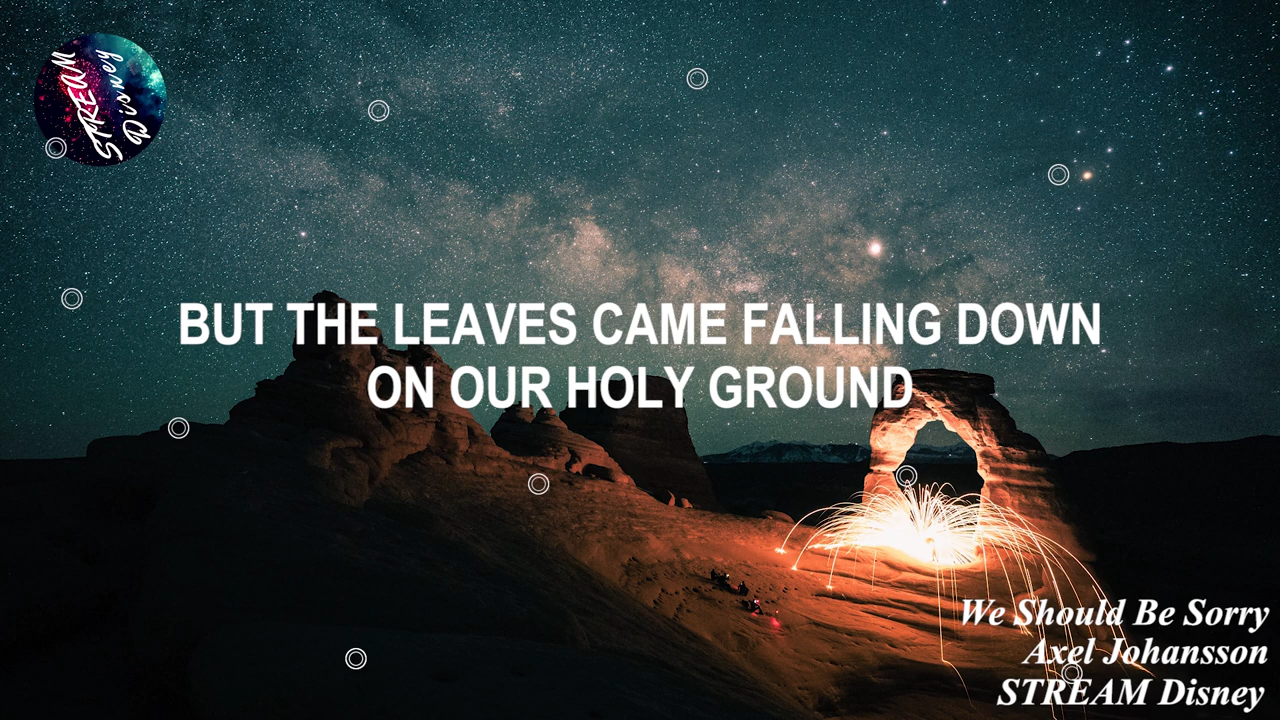 STREAM
Disney
BUT THE LEAVES CAME FALLING DOWN
ON OUR HOLY GROUND
We Should Be Sorry
Axel Johansson
STREAM Disney